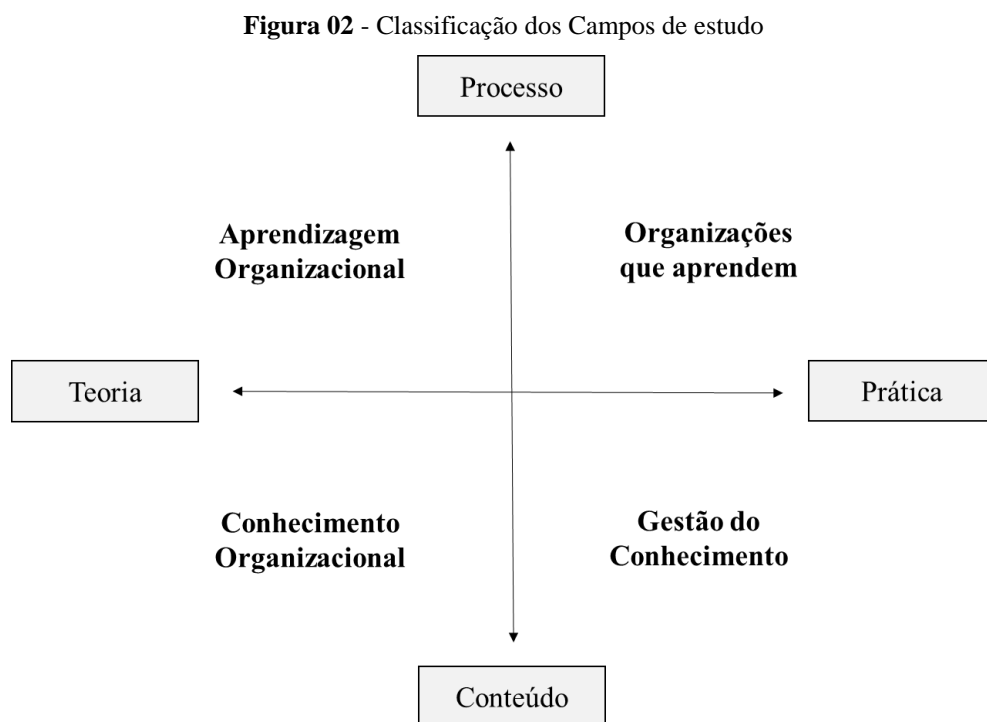 Figura 02 - Classificação dos Campos de estudo
Processo
Aprendizagem
Organizacional
Organizações
que aprendem
Teoria
Prática
Conhecimento
Organizacional
Gestão do
Conhecimento
Conteúdo